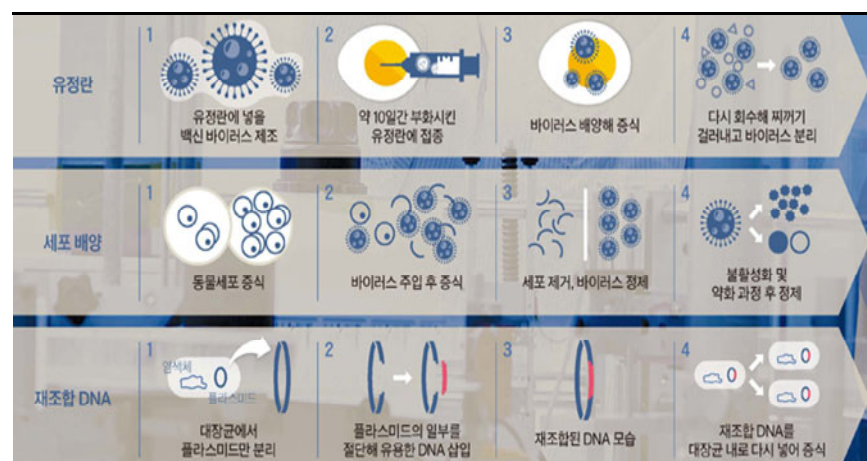 유정란
1
유정란에 넣을
백신 바이러스 제조
2
약 10일간 부화시킨
유정란에 접종
3
바이러스 배양해 증식
4
다시 회수해 찌꺼기
걸러내고 바이러스 분리
세포 배양
1
동물세포 증식
2
바이러스 주입 후 증식
3
세포 제거, 바이러스 정제
4
불활성화 및
약화 과정 후 정제
재조합 DNA
1
염색체
플라스미드
대장균에서
플라스미드만 분리
2
플라스미드의 일부를
절단해 유용한 DNA 삽입
3
재조합된 DNA 모습
4
재조합 DNA를
대장균 내로 다시 넣어 증식